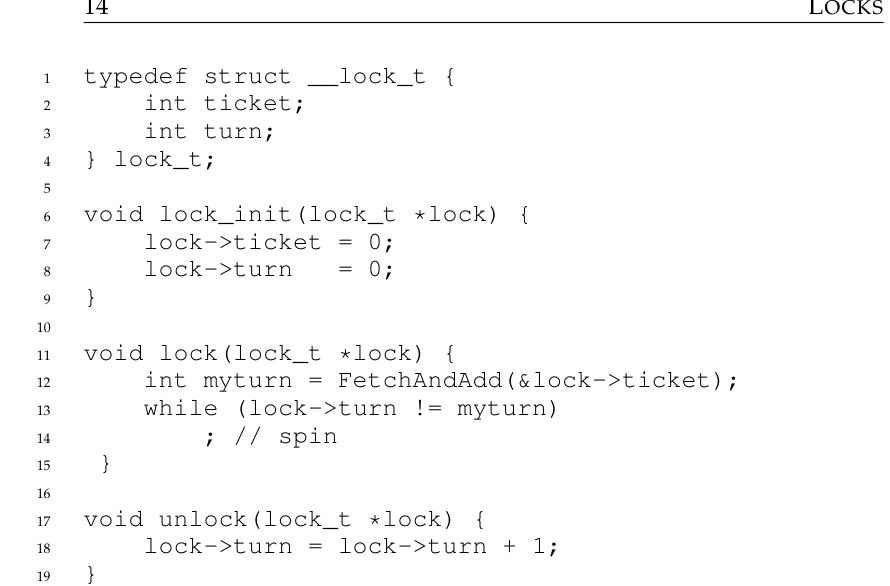 14 LOCKS
1 typedef struct __lock_t {
2     int ticket;
3     int turn;
4 } lock_t;
5
6 void lock_init(lock_t *lock) {
7     lock->ticket = 0;
8     lock->turn   = 0;
9 }
10
11 void lock(lock_t *lock) {
12     int myturn = FetchAndAdd(&lock->ticket);
13     while (lock->turn != myturn)
14         ; // spin
15  }
16
17 void unlock(lock_t *lock) {
18     lock->turn = lock->turn + 1;
19 }